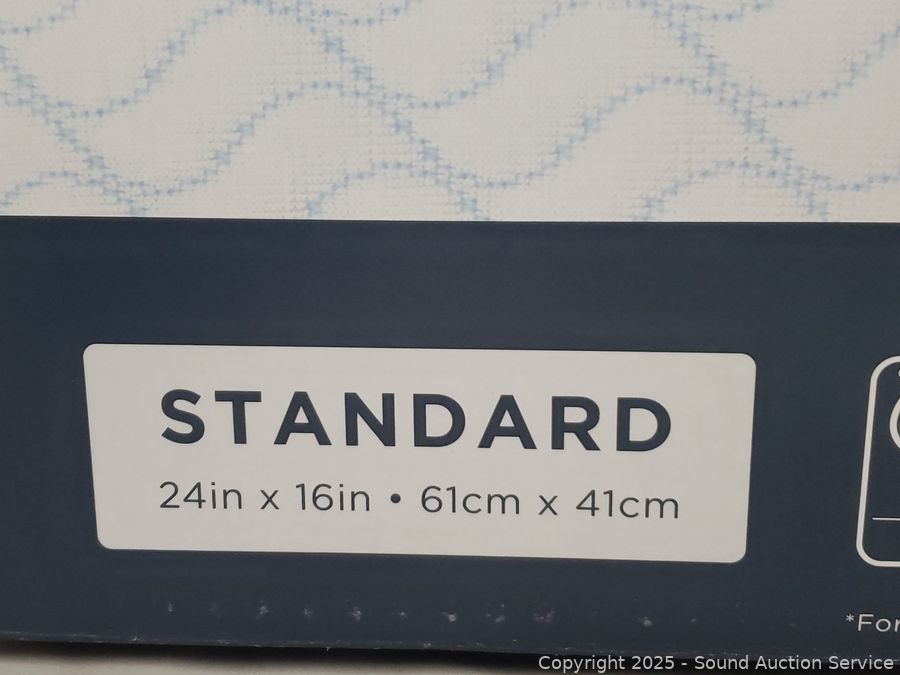 STANDARD
24in x 16in • 61cm x 41cm
*For
Copyright 2025 - Sound Auction Service